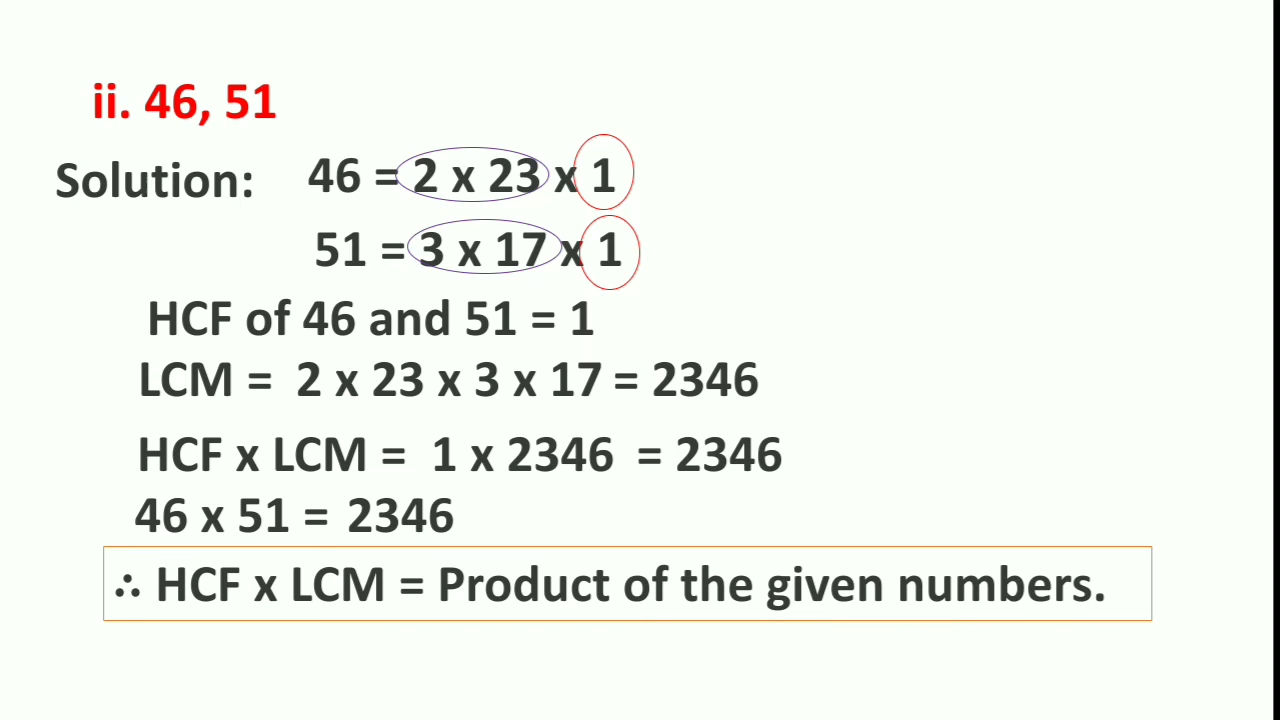 ii. 46, 51
Solution: 46 = 2 x 23 x 1
51 = 3 x 17 x 1
HCF of 46 and 51 = 1
LCM = 2 x 23 x 3 x 17 = 2346
HCF x LCM = 1 x 2346 = 2346
46 x 51 = 2346
∴ HCF x LCM = Product of the given numbers.